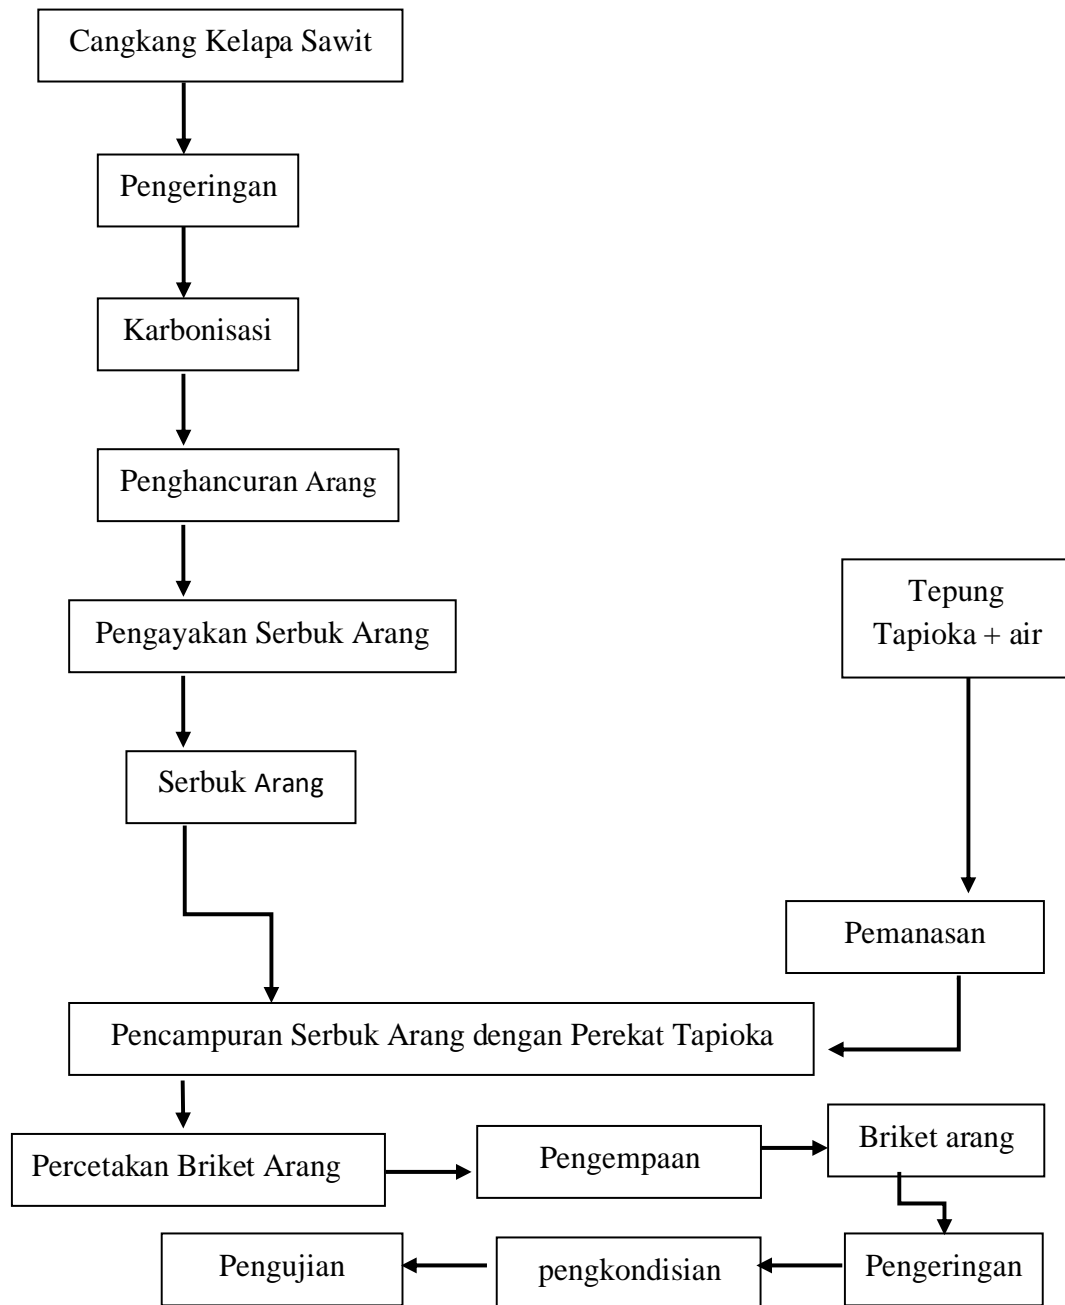 Cangkang Kelapa Sawit
Pengeringan
Karbonisasi
Penghancuran Arang
Pengayakan Serbuk Arang
Tepung
Tapioka + air
Serbuk Arang
Pemanasan
Pencampuran Serbuk Arang dengan Perekat Tapioka
Percetakan Briket Arang
Pengempaan
Briket arang
Pengeringan
pengkondisian
Pengujian